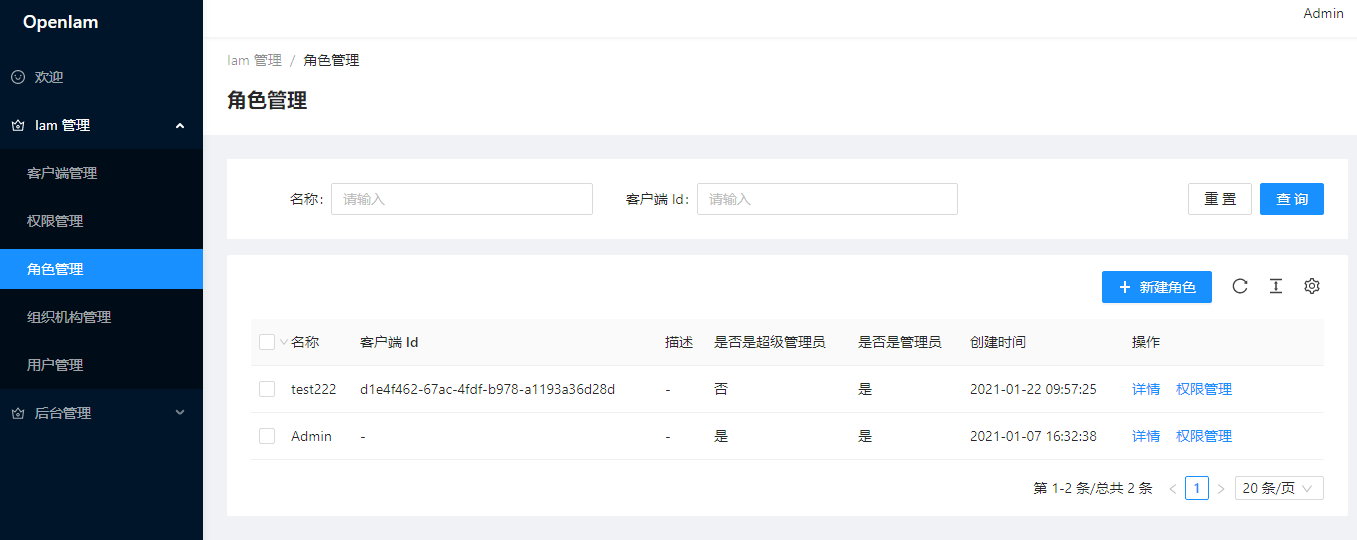 OpenIam
Admin
欢迎
Iam 管理
客户端管理
权限管理
角色管理
组织机构管理
用户管理
后台管理
Iam 管理 / 角色管理
角色管理
名称: 请输入 客户端 Id: 请输入 重 置 查 询
+ 新建角色
名称 客户端 Id 描述 是否是超级管理员 是否是管理员 创建时间 操作
test222 d1e4f462-67ac-4fdf-b978-a1193a36d28d - 否 是 2021-01-22 09:57:25 详情 权限管理
Admin - - 是 是 2021-01-07 16:32:38 详情 权限管理
第 1-2 条/总共 2 条 < 1 > 20 条/页